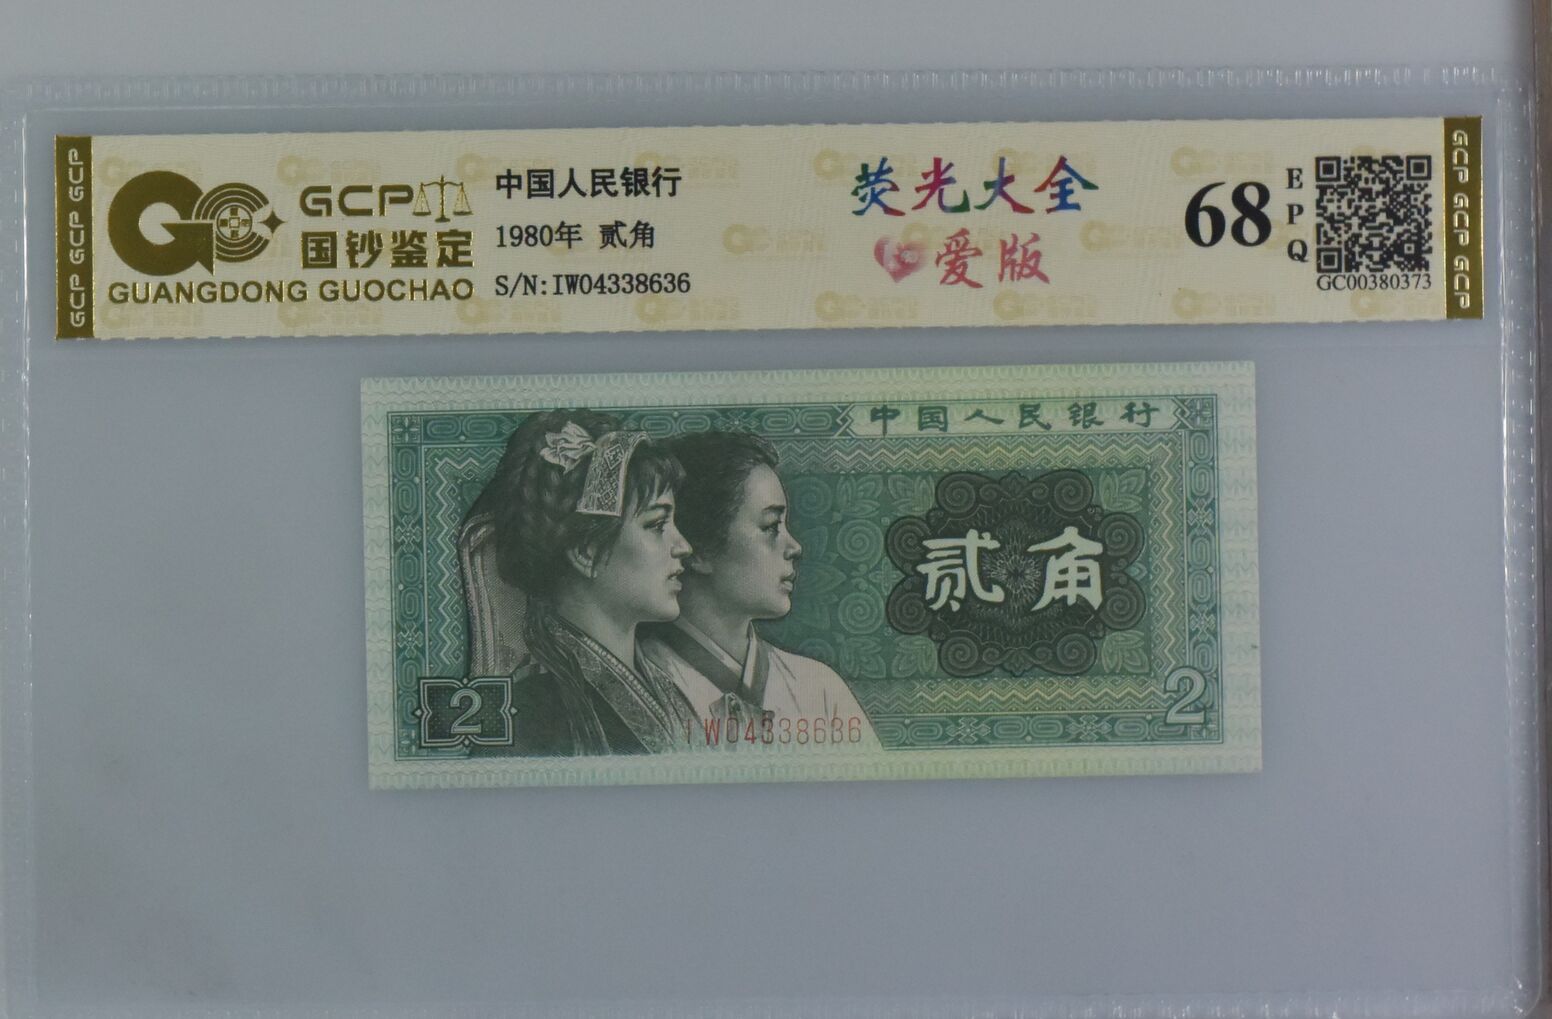 GCP GCP GCP
GCP
国钞鉴定
GUANGDONG GUOCHAO
中国人民银行
1980年 贰角
S/N:IW04338636
荧光大全
爱版
68
EPQ
GC00380373
GCP GCP GCP
中国人民银行
贰角
2
2
IW04338636